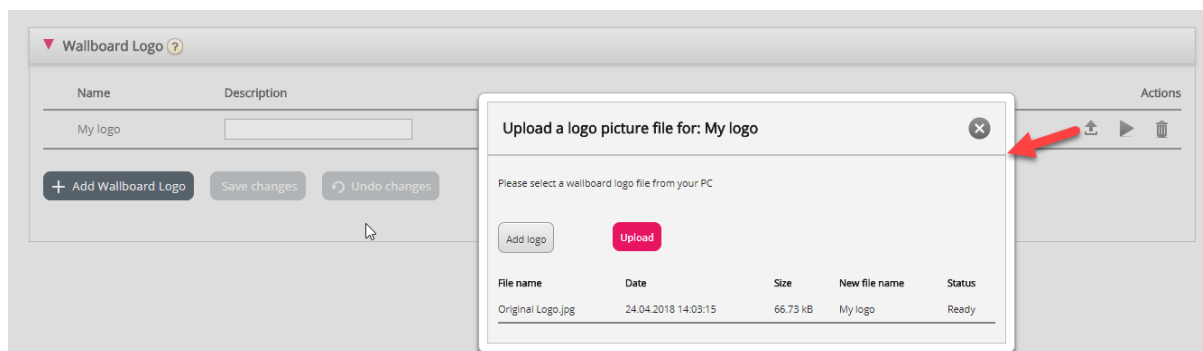 Wallboard Logo ?
Name Description Actions
My logo
Upload a logo picture file for: My logo
+ Add Wallboard Logo Save changes Undo changes
Please select a wallboard logo file from your PC
Add logo Upload
File name Date Size New file name Status
Original Logo.jpg 24.04.2018 14:03:15 66.73 kB My logo Ready